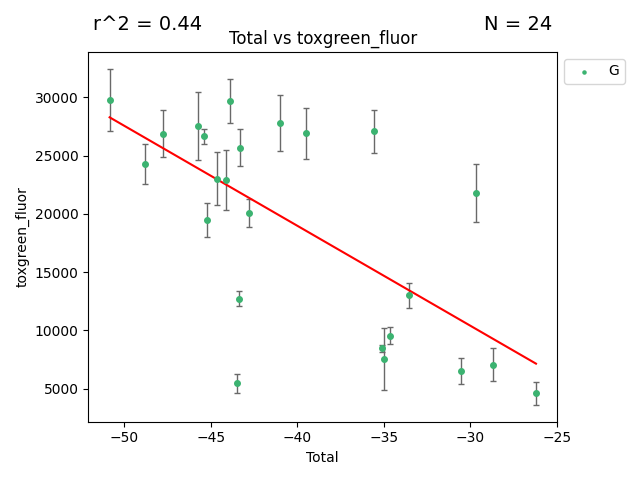 r^2 = 0.44
N = 24
Total vs toxgreen_fluor
G
30000
25000
20000
15000
10000
5000
toxgreen_fluor
−50
−45
−40
−35
−30
−25
Total